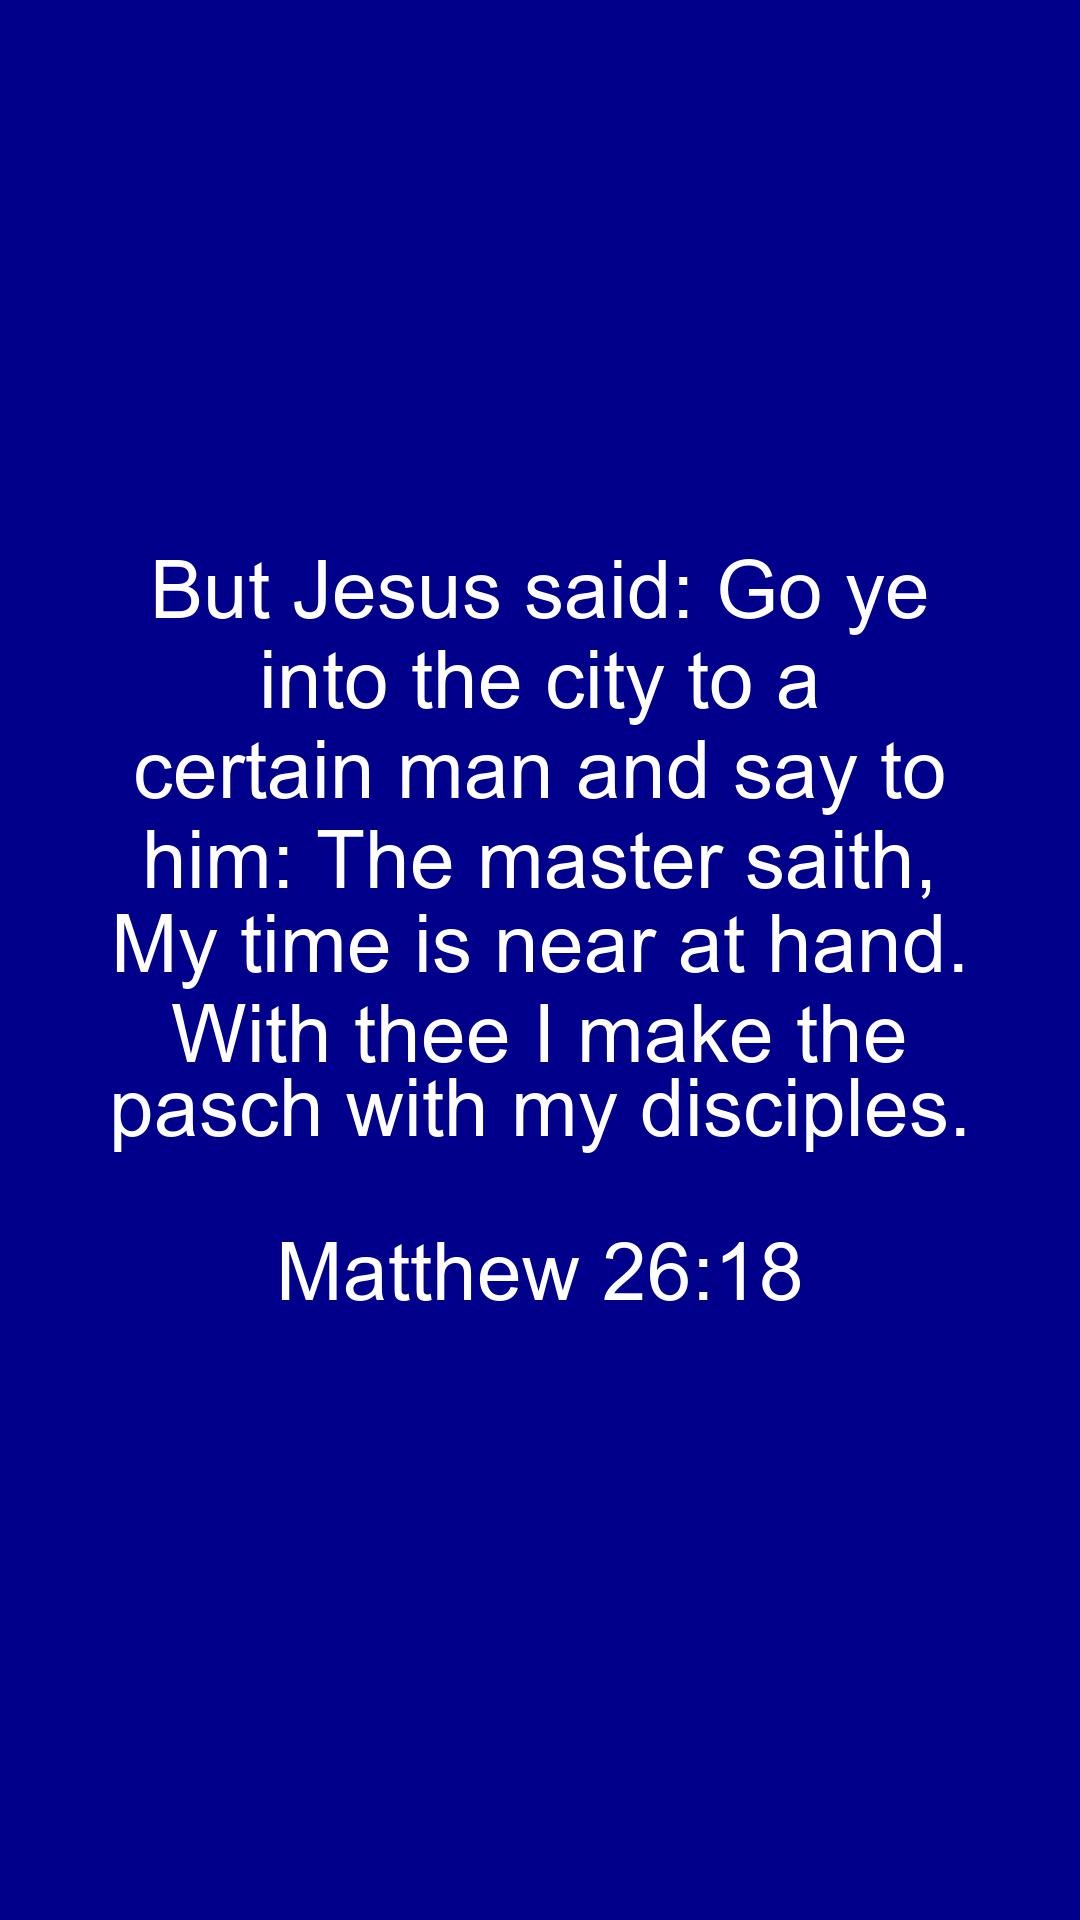 But Jesus said: Go ye
into the city to a
certain man and say to
him: The master saith,
My time is near at hand.
With thee I make the
pasch with my disciples.
Matthew 26:18